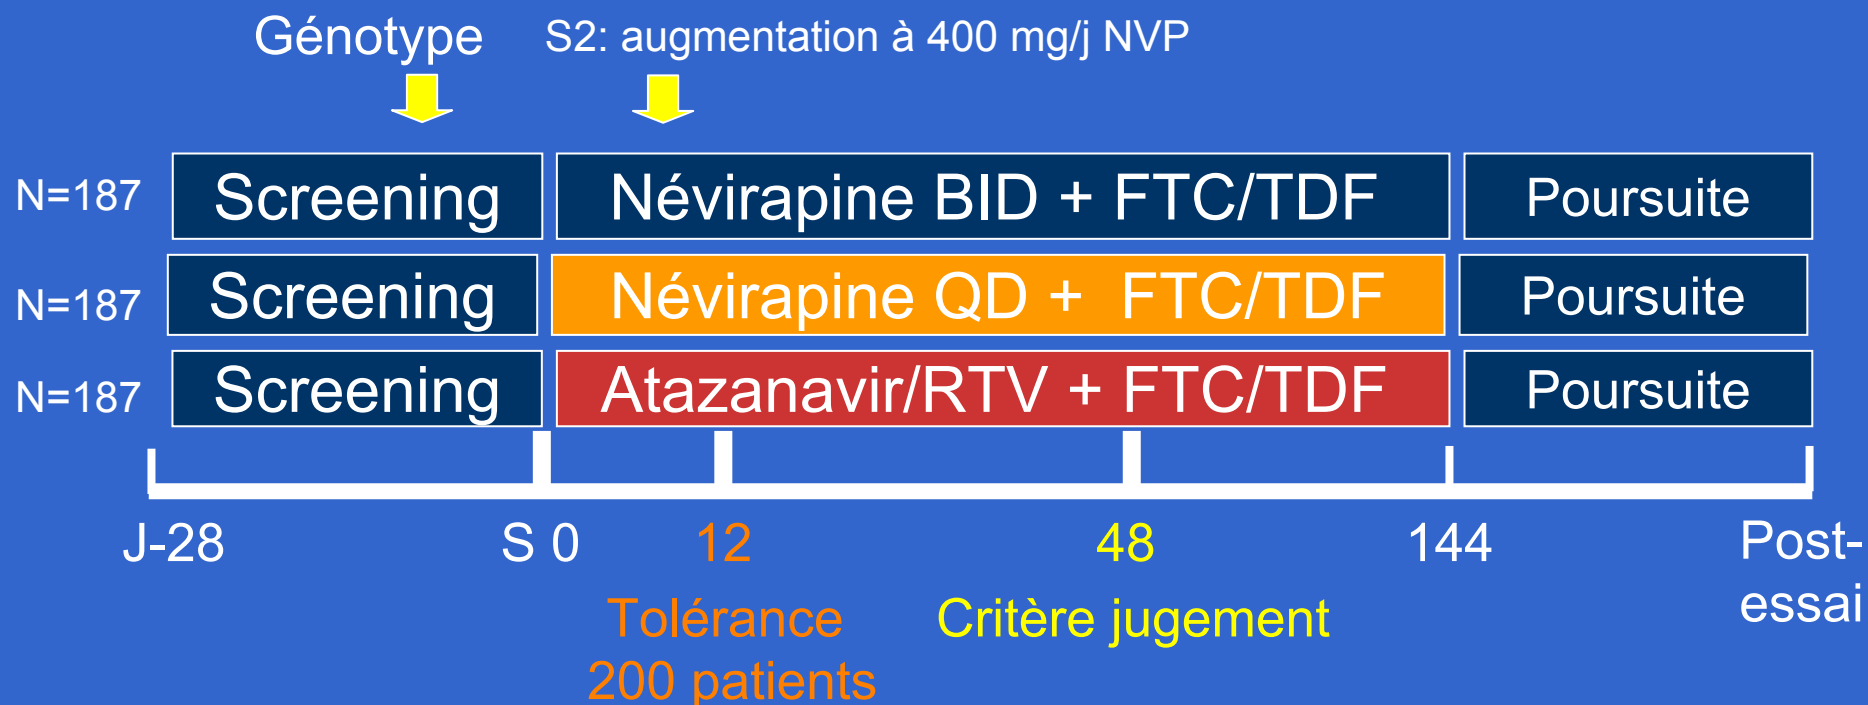 Génotype
S2: augmentation à 400 mg/j NVP
N=187 Screening Névirapine BID + FTC/TDF Poursuite
N=187 Screening Névirapine QD + FTC/TDF Poursuite
N=187 Screening Atazanavir/RTV + FTC/TDF Poursuite
J-28 S 0 12 48 144 Post-
essai
Tolérance
200 patients
Critère jugement